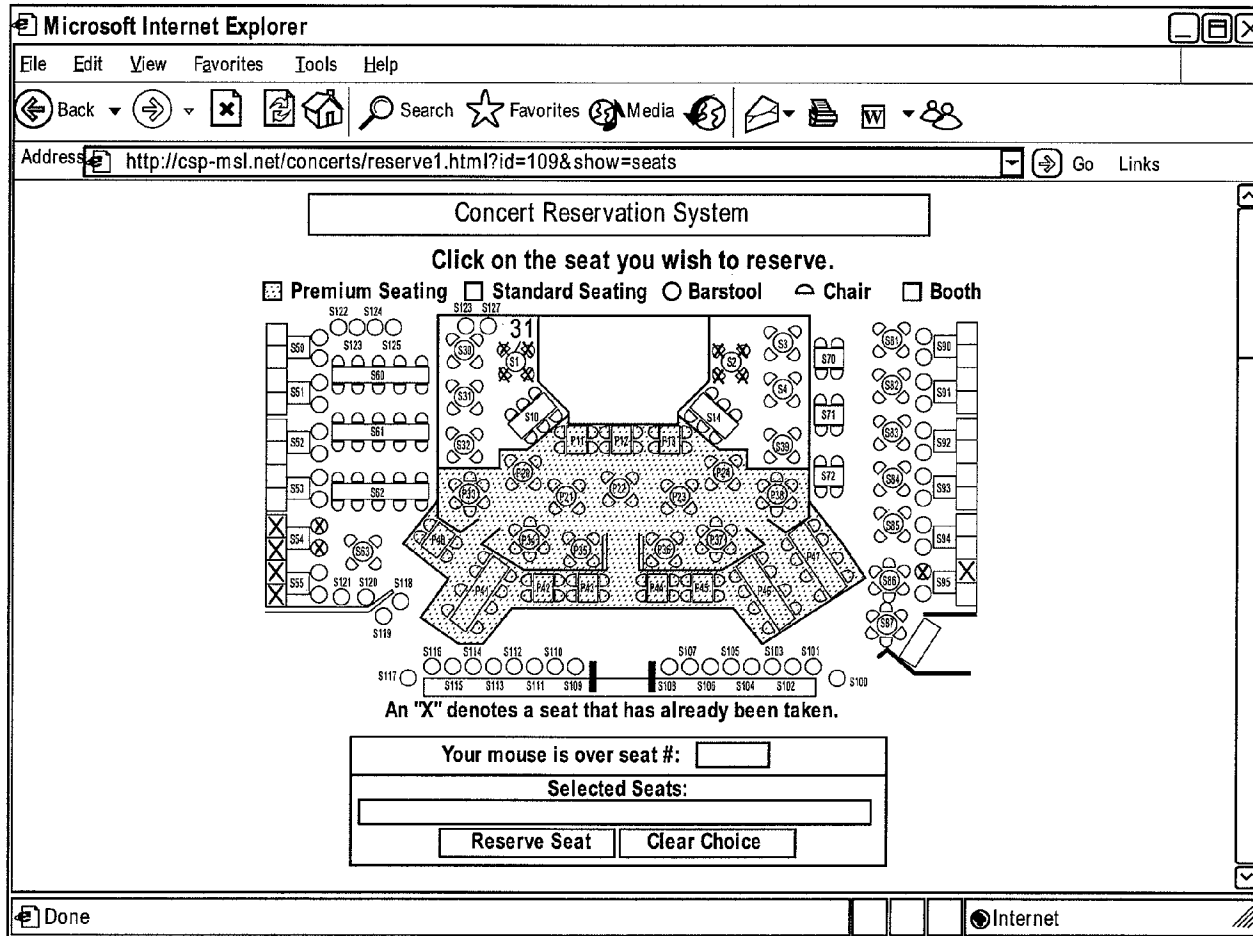 Microsoft Internet Explorer
File Edit View Favorites Tools Help
Back Search Favorites Media W
Address http://csp-msl.net/concerts/reserve1.html?id=109&show=seats Go Links
Concert Reservation System
Click on the seat you wish to reserve.
Premium Seating Standard Seating Barstool Chair Booth
S122 S124 S123 S127
S123 S125 31
S50 S60 S30 S1 S2 S3 S70 S81 S90
S51 S31 S10 S14 S4 S71 S82 S91
S52 S61 S32 P11 P12 P13 S39 S83 S92
S53 S62 P33 P20 P21 P22 P23 P24 P38 S72 S84 S93
S54 S63 P40 P34 P35 P36 P37 P47 S85 S94
S55 S121 S120 S118 P41 P42 P43 P44 P45 P46 S86 S95
S119 S87
S116 S114 S112 S110 S107 S105 S103 S101
S117 S115 S113 S111 S109 S108 S106 S104 S102 S100
An "X" denotes a seat that has already been taken.
Your mouse is over seat #:
Selected Seats:
Reserve Seat Clear Choice
Done Internet